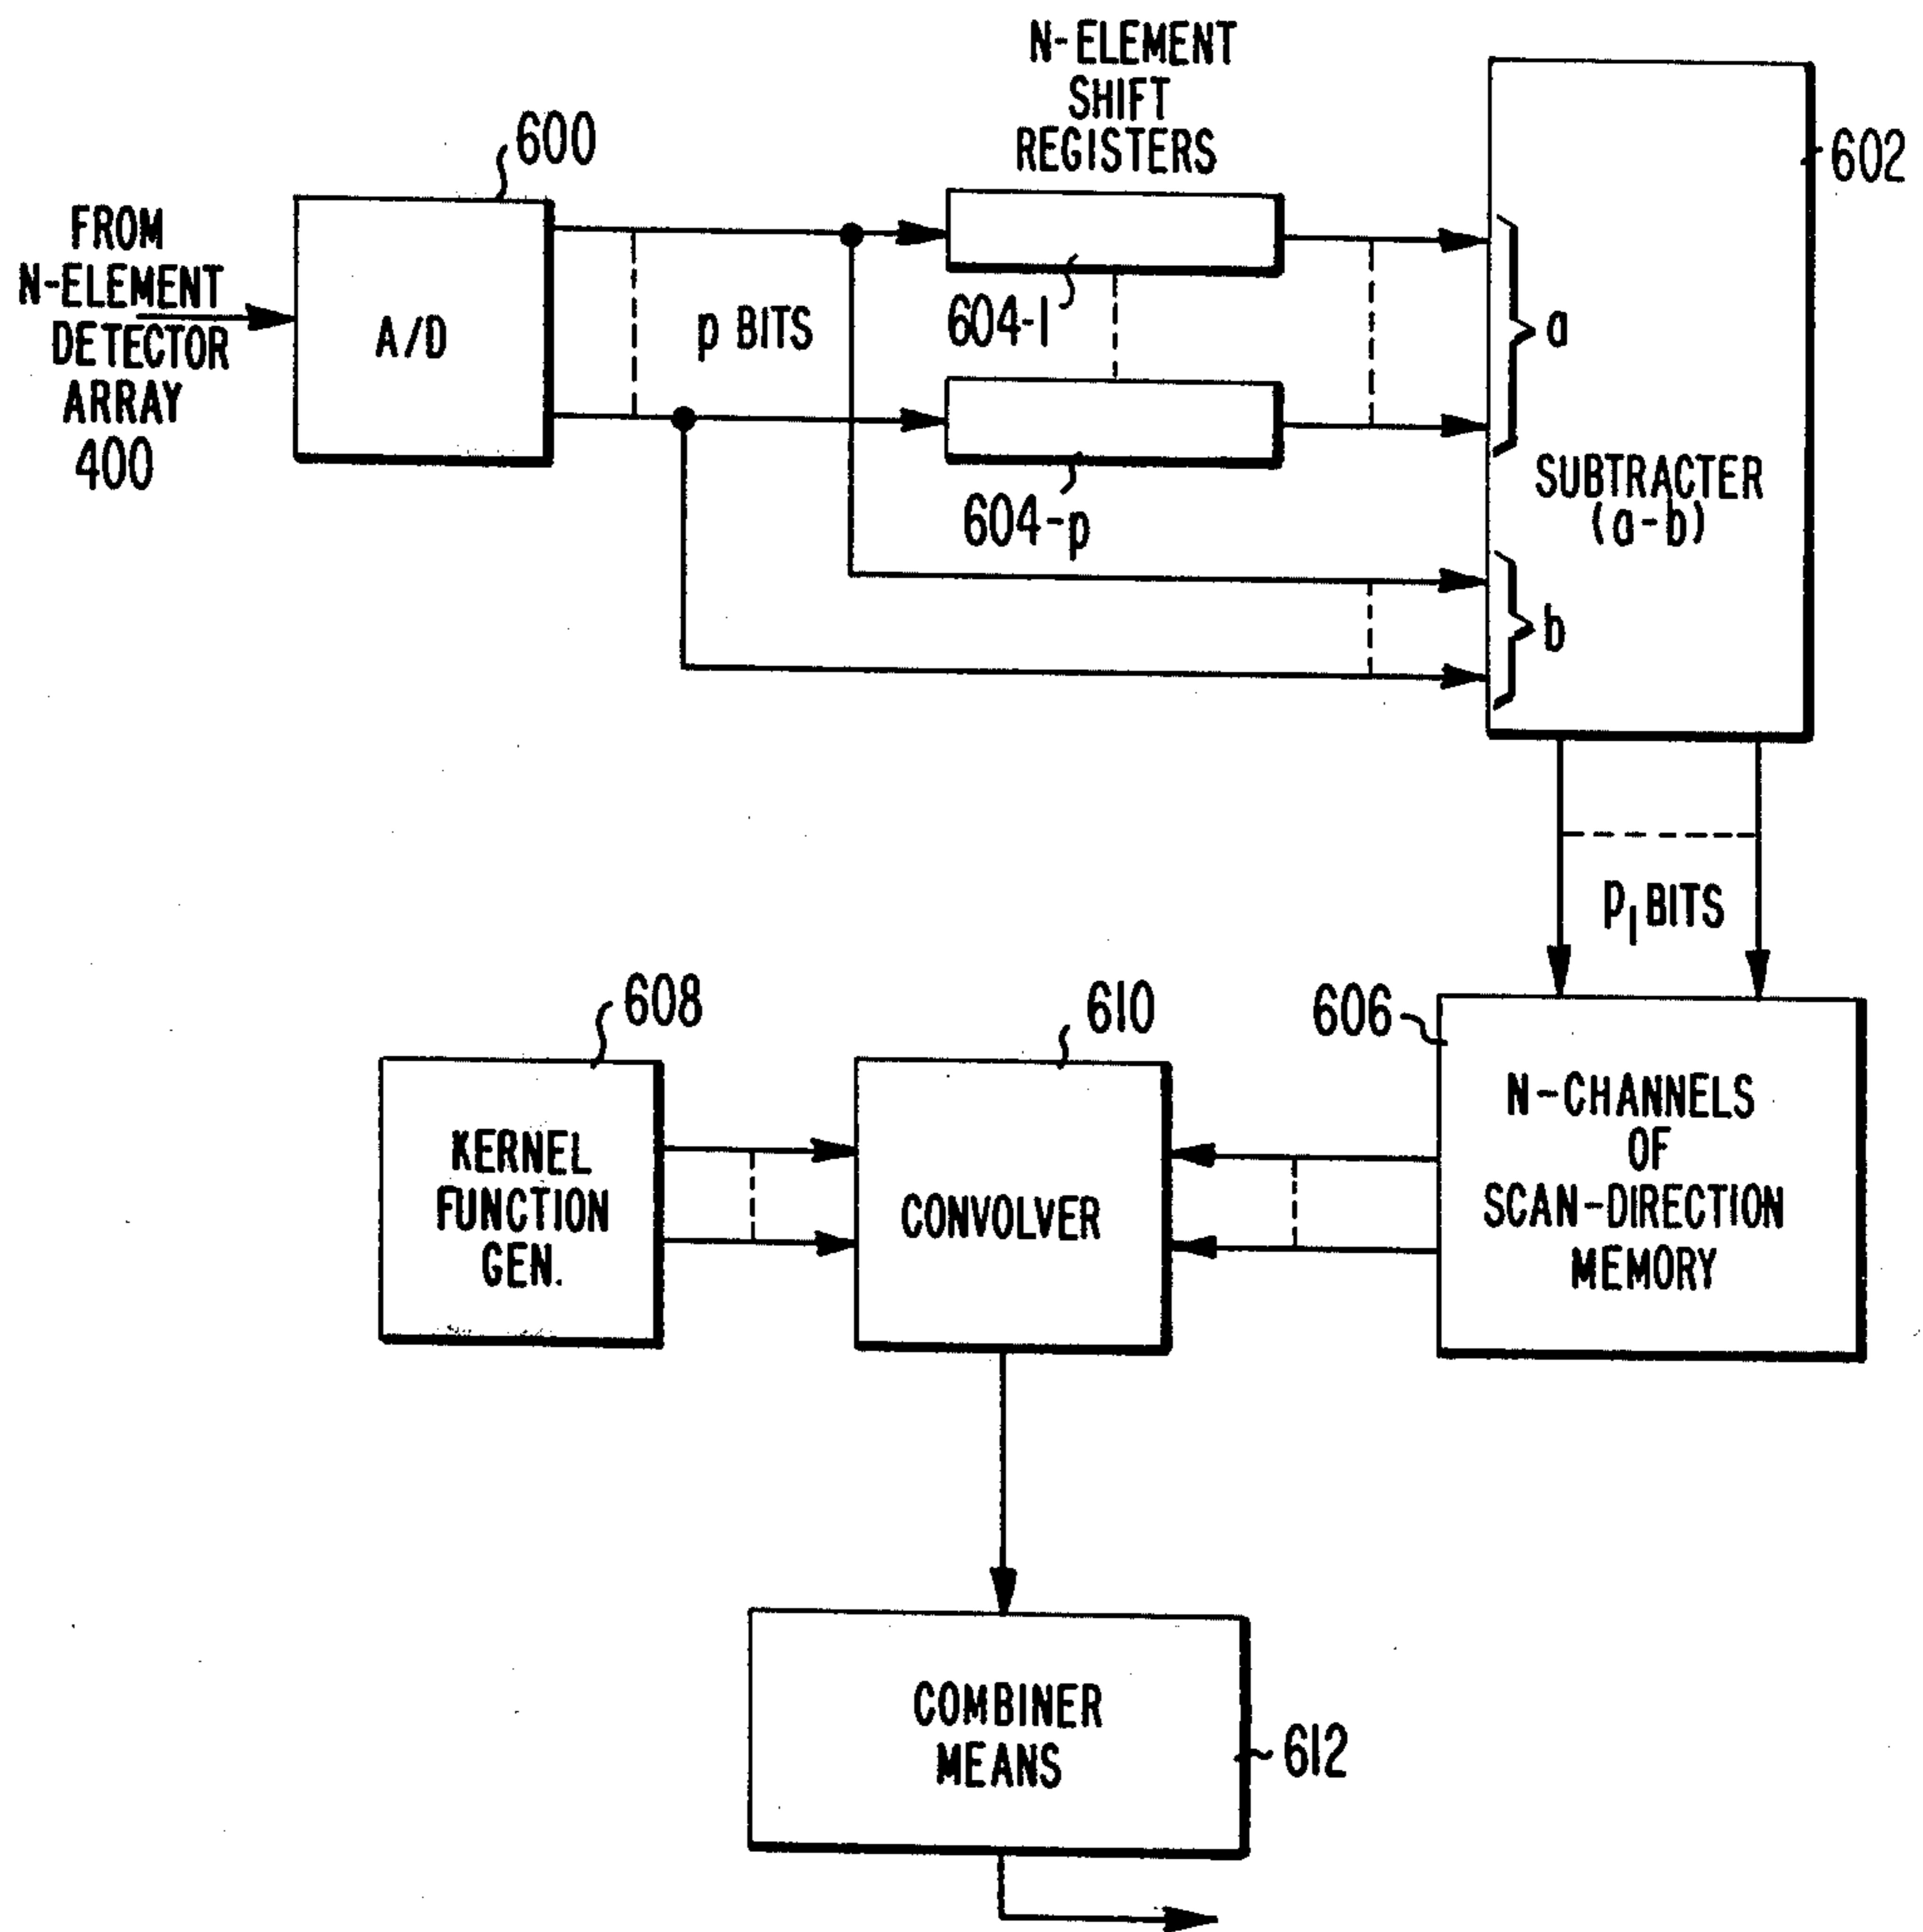 N-ELEMENT
SHIFT
REGISTERS
600
602
FROM
N-ELEMENT
DETECTOR
ARRAY
400
A/D
p BITS
604-1
a
604-p
SUBTRACTER
(a-b)
b
P1 BITS
608
610
606
KERNEL
FUNCTION
GEN.
CONVOLVER
N-CHANNELS
OF
SCAN-DIRECTION
MEMORY
COMBINER
MEANS
612